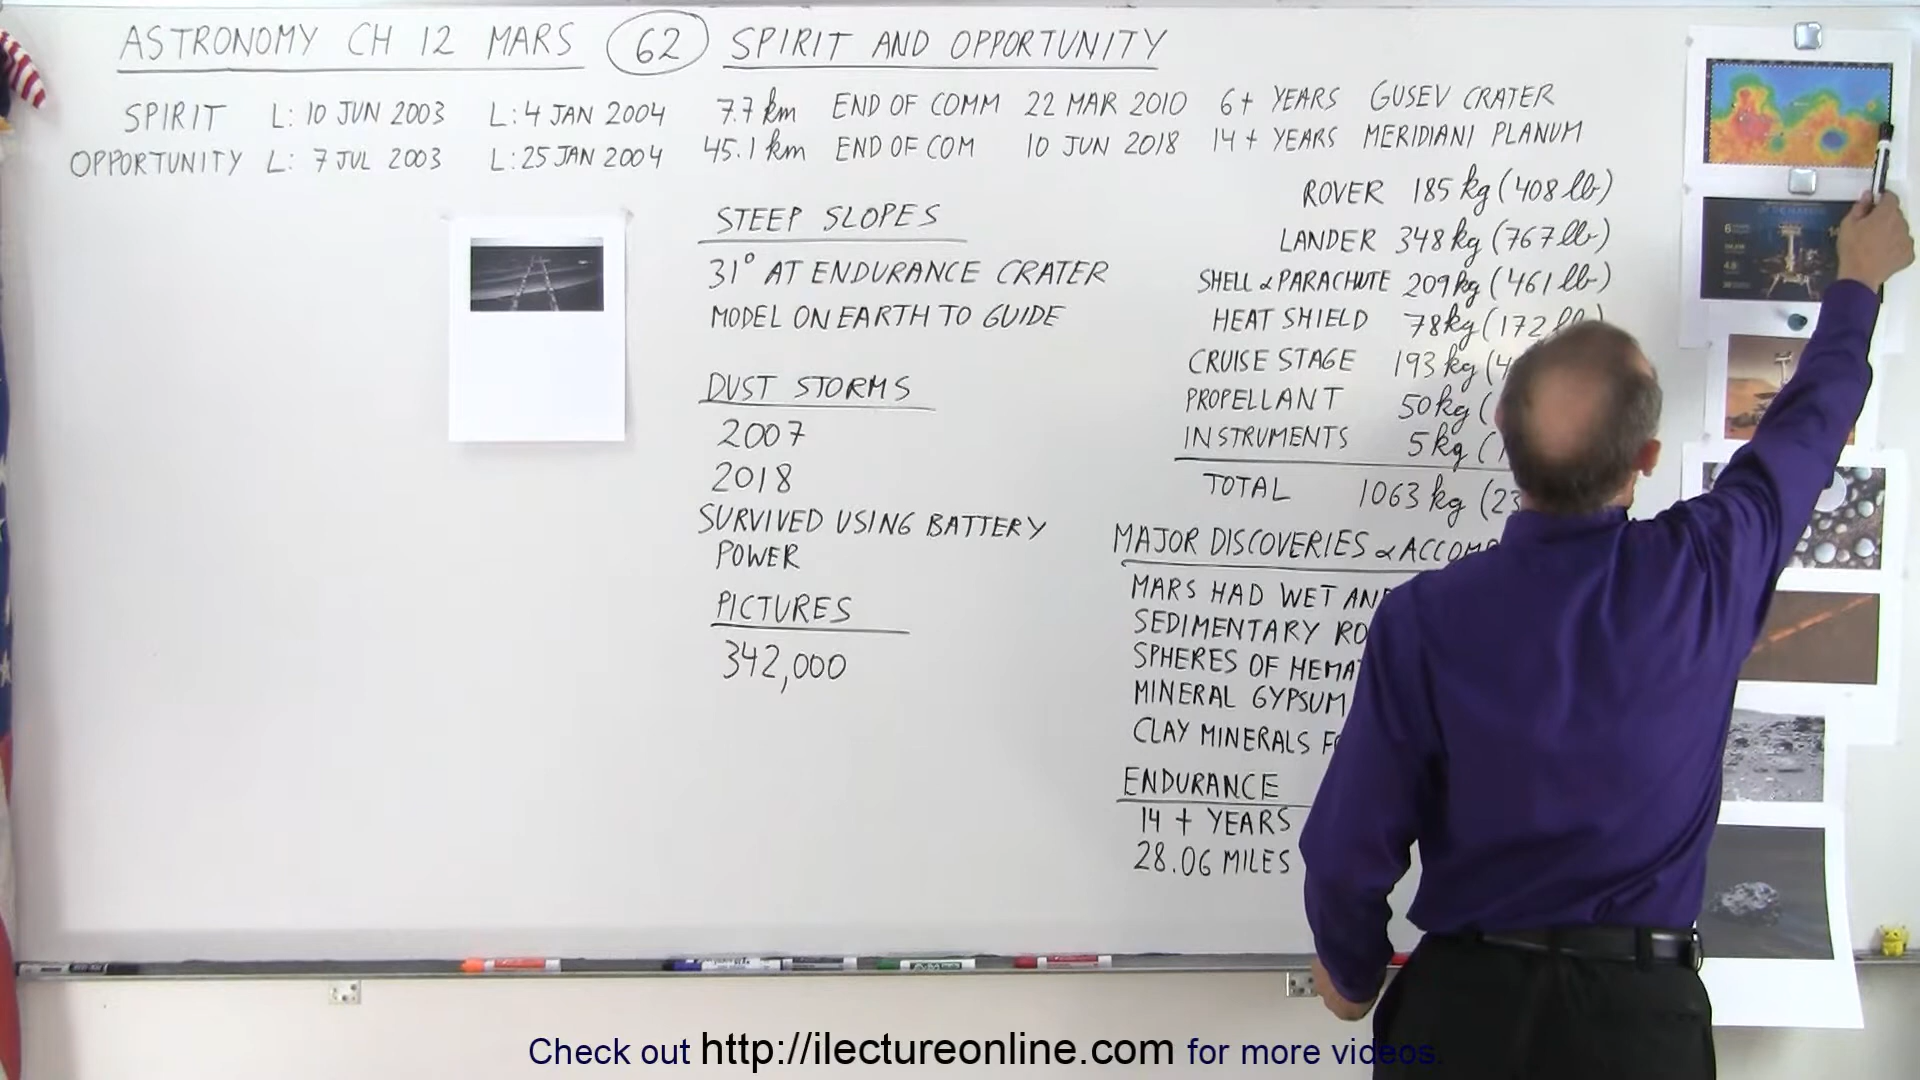 ASTRONOMY CH 12 MARS 62 SPIRIT AND OPPORTUNITY
SPIRIT L: 10 JUN 2003 L: 4 JAN 2004 7.7 km END OF COMM 22 MAR 2010 6+ YEARS GUSEV CRATER
OPPORTUNITY L: 7 JUL 2003 L: 25 JAN 2004 45.1 km END OF COM 10 JUN 2018 14+ YEARS MERIDIANI PLANUM
STEEP SLOPES
31° AT ENDURANCE CRATER
MODEL ON EARTH TO GUIDE
DUST STORMS
2007
2018
SURVIVED USING BATTERY
POWER
PICTURES
342,000
ROVER 185 kg (408 lb)
LANDER 348 kg (767 lb)
SHELL & PARACHUTE 209 kg (461 lb)
HEAT SHIELD 78 kg (172 lb)
CRUISE STAGE 193 kg (4
PROPELLANT 50 kg (
INSTRUMENTS 5 kg (
TOTAL 1063 kg (23
MAJOR DISCOVERIES & ACCOMP
MARS HAD WET AN
SEDIMENTARY RO
SPHERES OF HEMA
MINERAL GYPSUM
CLAY MINERALS F
ENDURANCE
14 + YEARS
28.06 MILES
Check out http://ilectureonline.com for more videos.